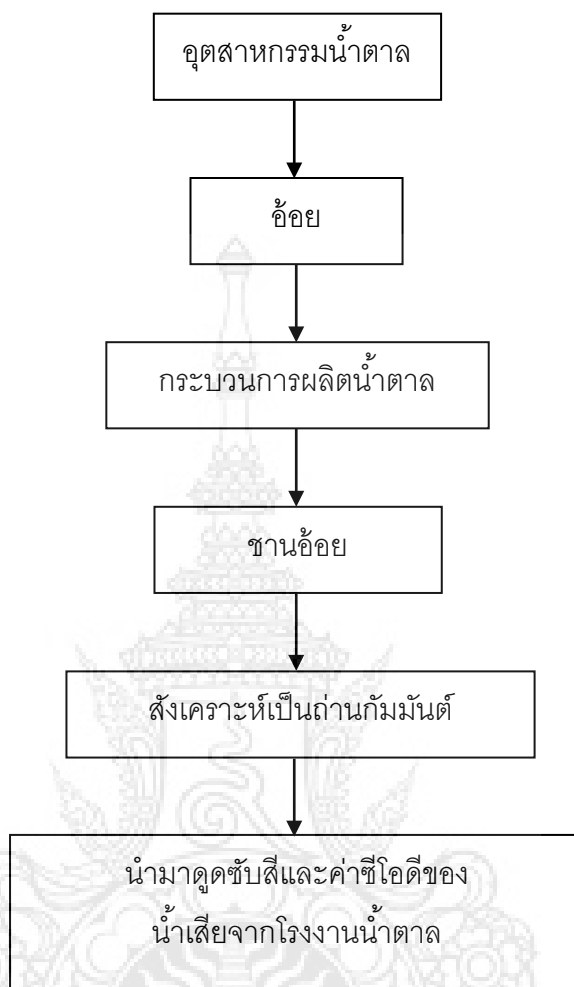 อุตสาหกรรมน้ำตาล
อ้อย
กระบวนการผลิตน้ำตาล
ชานอ้อย
สังเคราะห์เป็นถ่านกัมมันต์
นำมาดูดซับสีและค่าซีโอดีของ
น้ำเสียจากโรงงานน้ำตาล